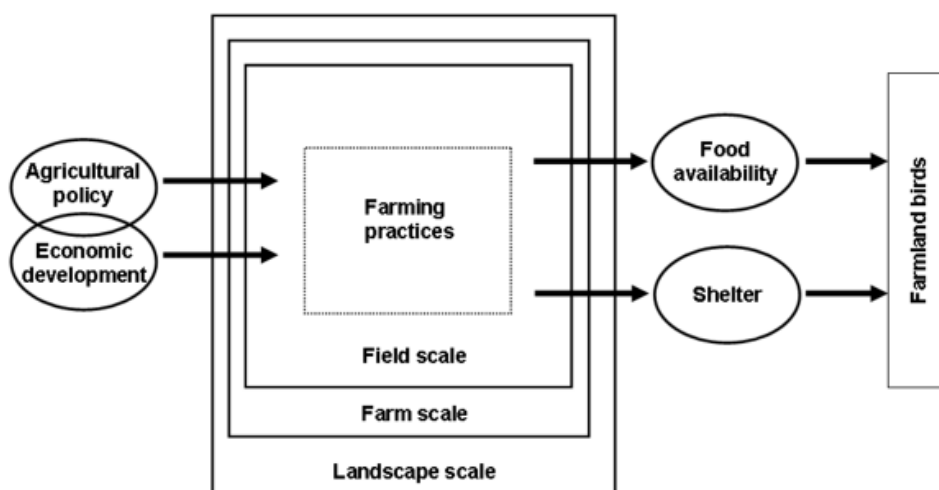 Agricultural
policy
Economic
development
Farming
practices
Field scale
Farm scale
Landscape scale
Food
availability
Shelter
Farmland birds